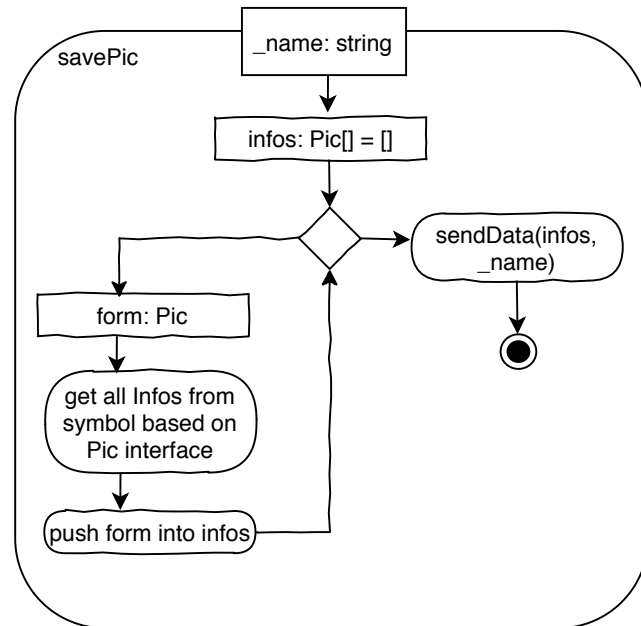 _name: string
savePic
infos: Pic[] = []
sendData(infos,
_name)
form: Pic
get all Infos from
symbol based on
Pic interface
push form into infos